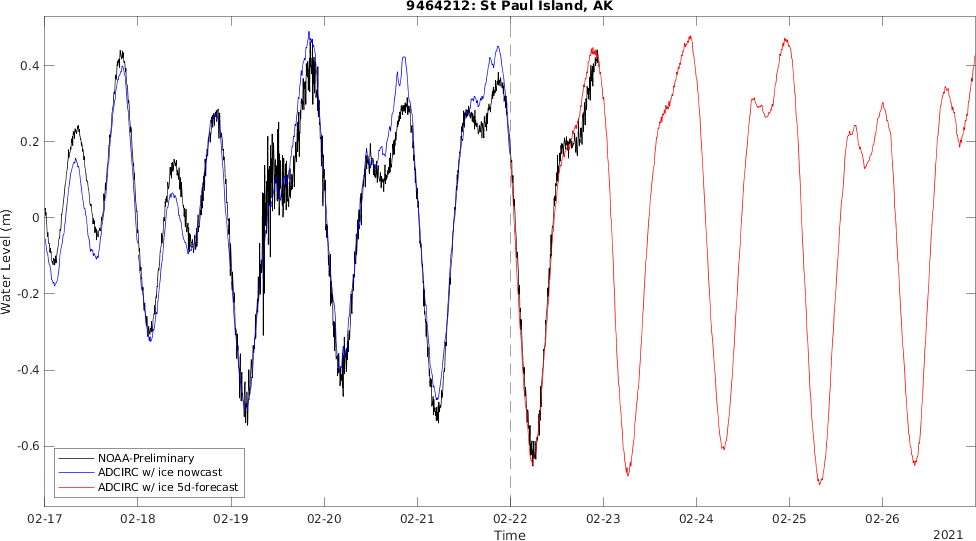 9464212: St Paul Island, AK
Water Level (m)
0.4
0.2
0
-0.2
-0.4
-0.6
NOAA-Preliminary
ADCIRC w/ ice nowcast
ADCIRC w/ ice 5d-forecast
02-17 02-18 02-19 02-20 02-21 02-22 02-23 02-24 02-25 02-26
Time
2021